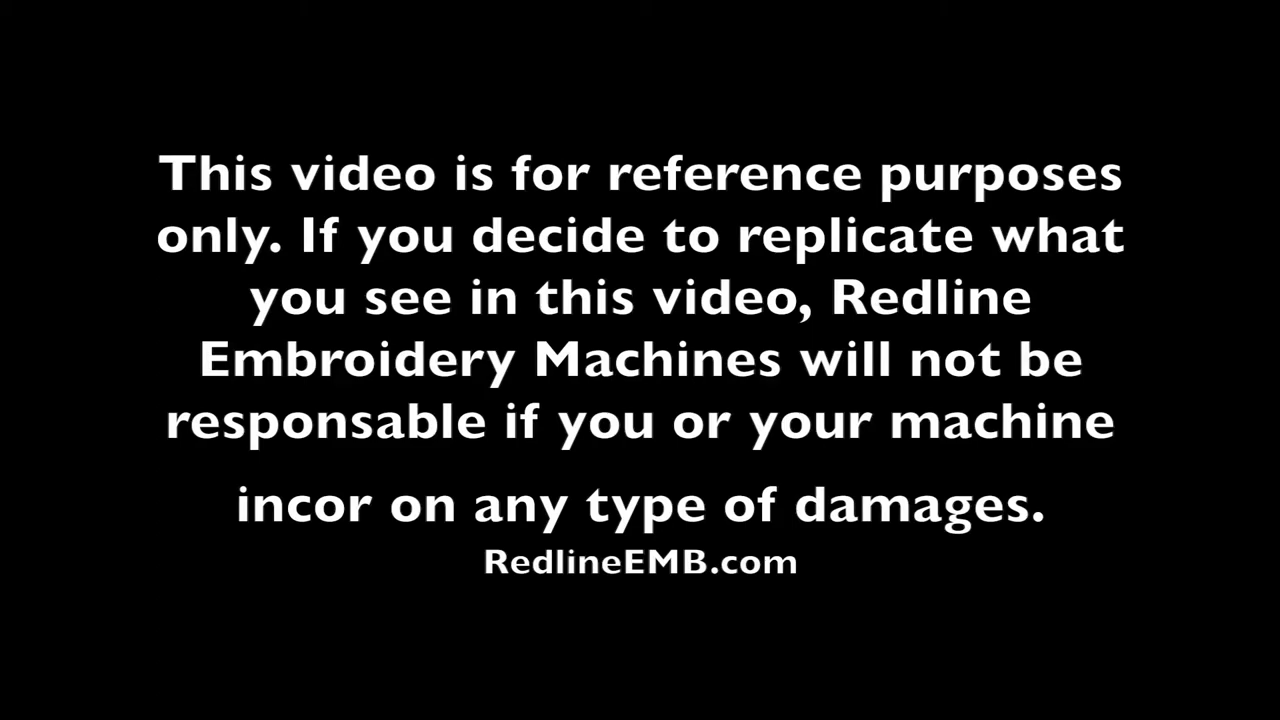 This video is for reference purposes
only. If you decide to replicate what
you see in this video, Redline
Embroidery Machines will not be
responsable if you or your machine
incor on any type of damages.
RedlineEMB.com